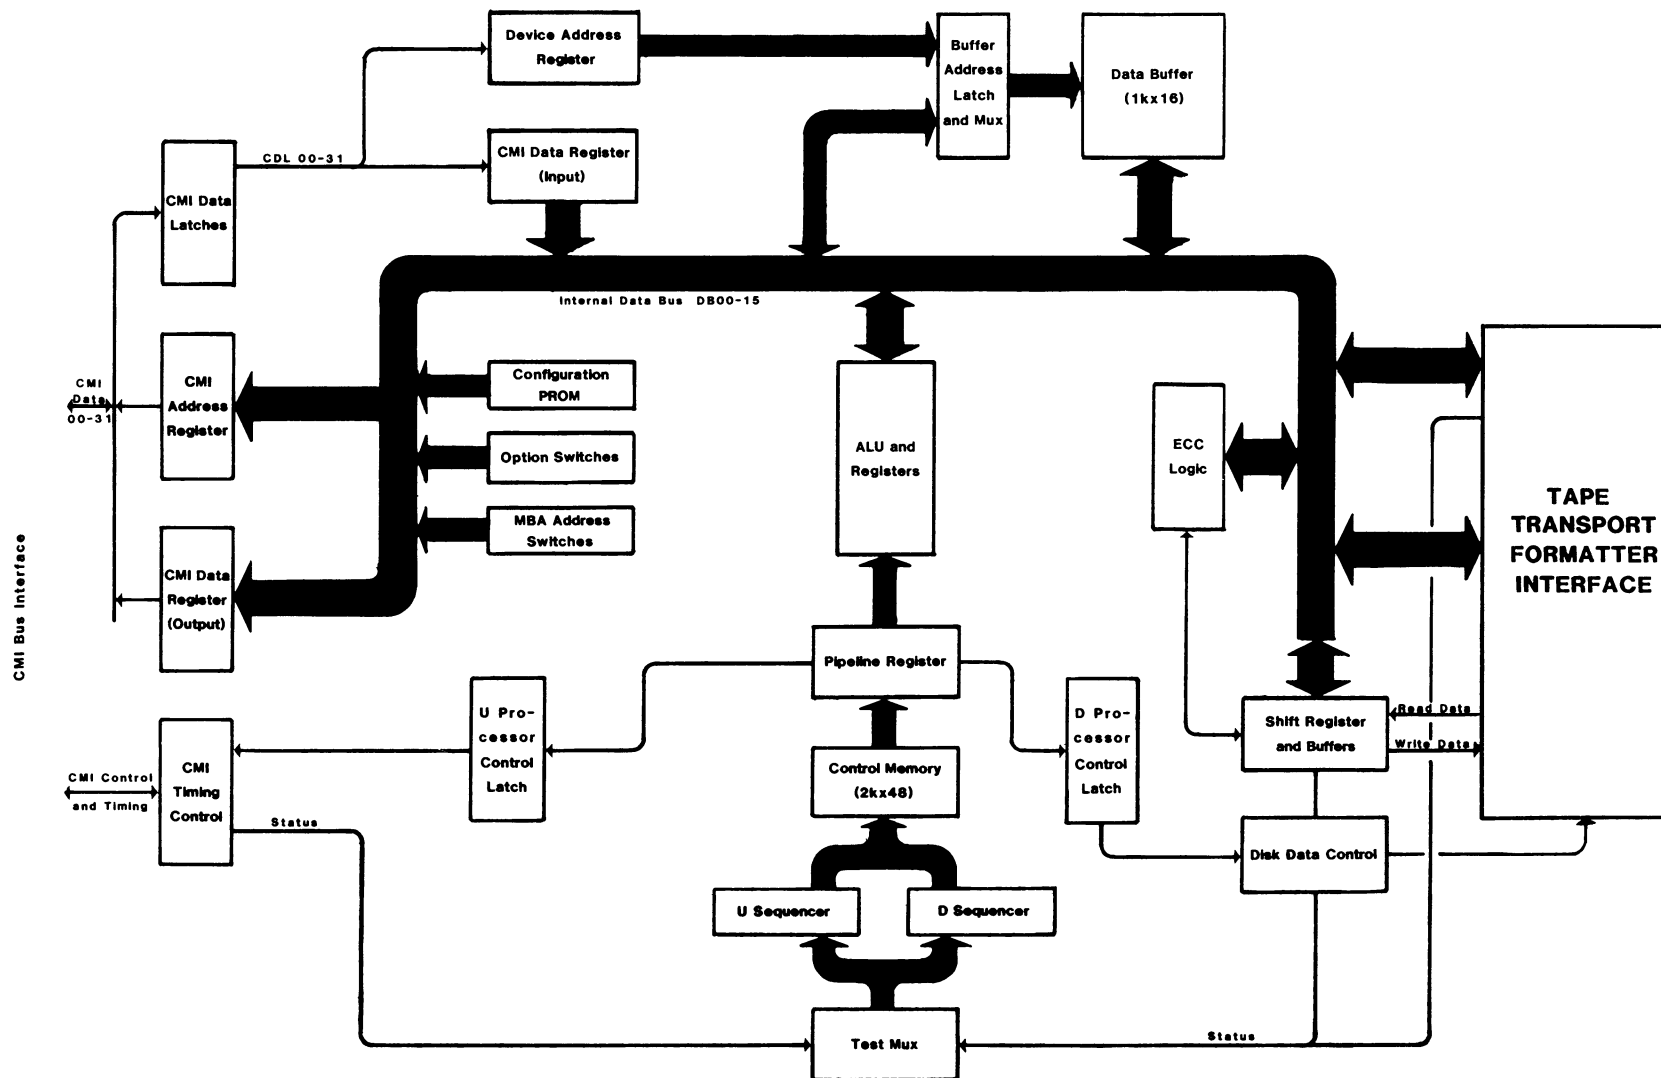 Device Address
Register
Buffer
Address
Latch
and Mux
Data Buffer
(1kx16)
CDL 00-31
CMI Data Register
(Input)
CMI Data
Latches
Internal Data Bus DB00-15
CMI
Data
00-31
CMI
Address
Register
Configuration
PROM
Option Switches
MBA Address
Switches
ALU and
Registers
ECC
Logic
TAPE
TRANSPORT
FORMATTER
INTERFACE
CMI Data
Register
(Output)
CMI Bus Interface
Pipeline Register
U Pro-
cessor
Control
Latch
D Pro-
cessor
Control
Latch
Shift Register
and Buffers
Read Data
Write Data
CMI Control
and Timing
CMI
Timing
Control
Control Memory
(2kx48)
Status
Disk Data Control
U Sequencer
D Sequencer
Test Mux
Status